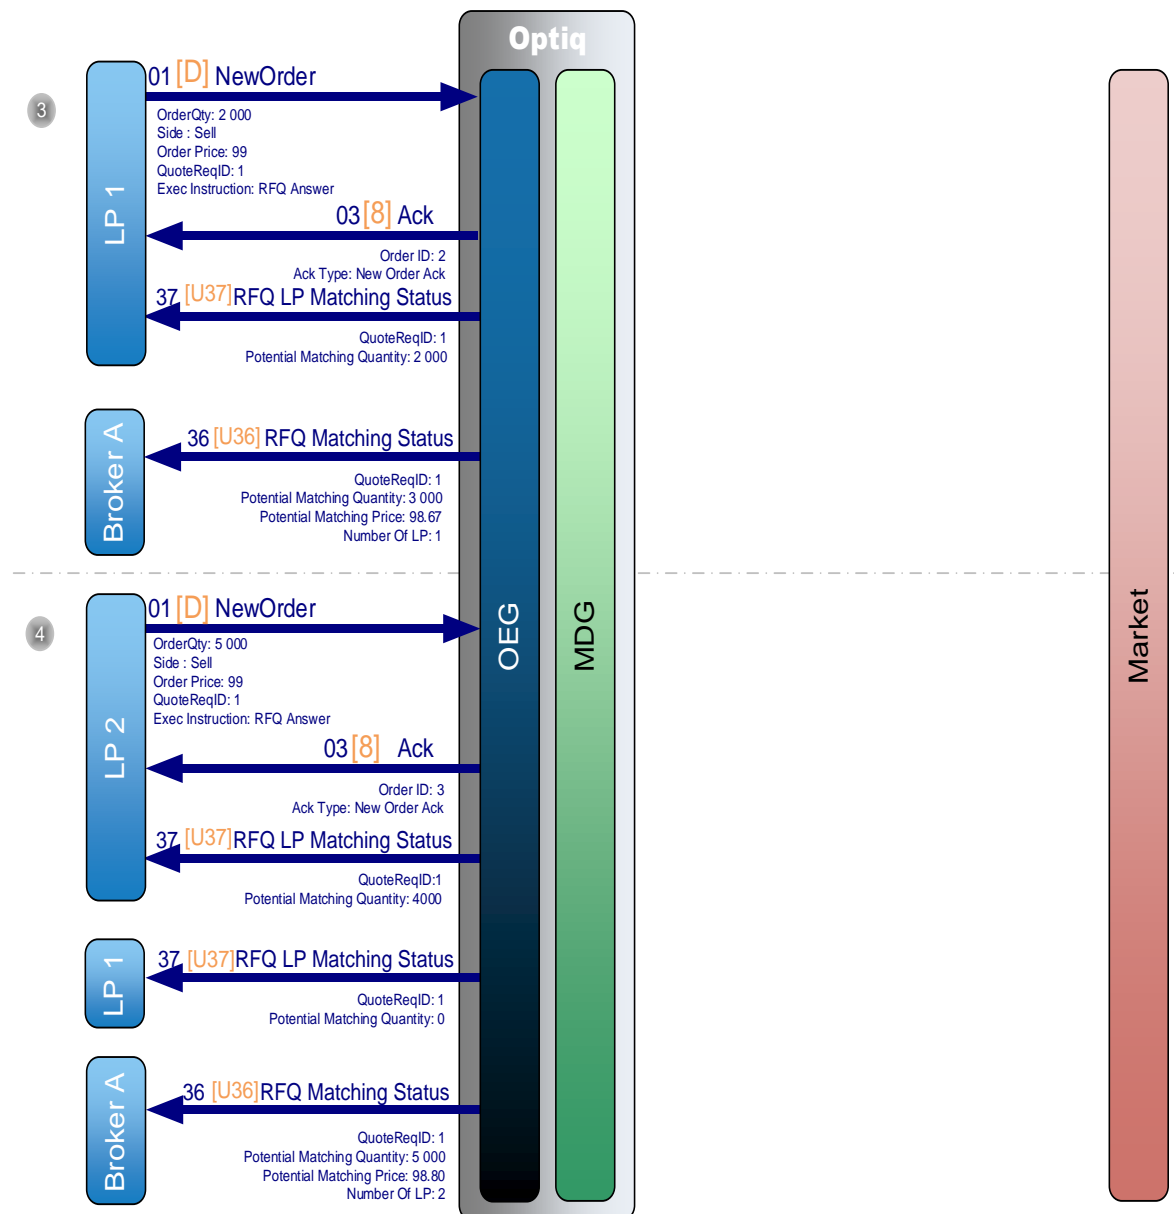 Optiq
3
LP 1
01 [D] NewOrder
OrderQty: 2 000
Side : Sell
Order Price: 99
QuoteReqID: 1
Exec Instruction: RFQ Answer
03 [8] Ack
Order ID: 2
Ack Type: New Order Ack
37 [U37] RFQ LP Matching Status
QuoteReqID: 1
Potential Matching Quantity: 2 000
Broker A
36 [U36] RFQ Matching Status
QuoteReqID: 1
Potential Matching Quantity: 3 000
Potential Matching Price: 98.67
Number Of LP: 1
OEG
MDG
Market
4
LP 2
01 [D] NewOrder
OrderQty: 5 000
Side : Sell
Order Price: 99
QuoteReqID: 1
Exec Instruction: RFQ Answer
03 [8] Ack
Order ID: 3
Ack Type: New Order Ack
37 [U37] RFQ LP Matching Status
QuoteReqID:1
Potential Matching Quantity: 4000
LP 1
37 [U37] RFQ LP Matching Status
QuoteReqID: 1
Potential Matching Quantity: 0
Broker A
36 [U36] RFQ Matching Status
QuoteReqID: 1
Potential Matching Quantity: 5 000
Potential Matching Price: 98.80
Number Of LP: 2